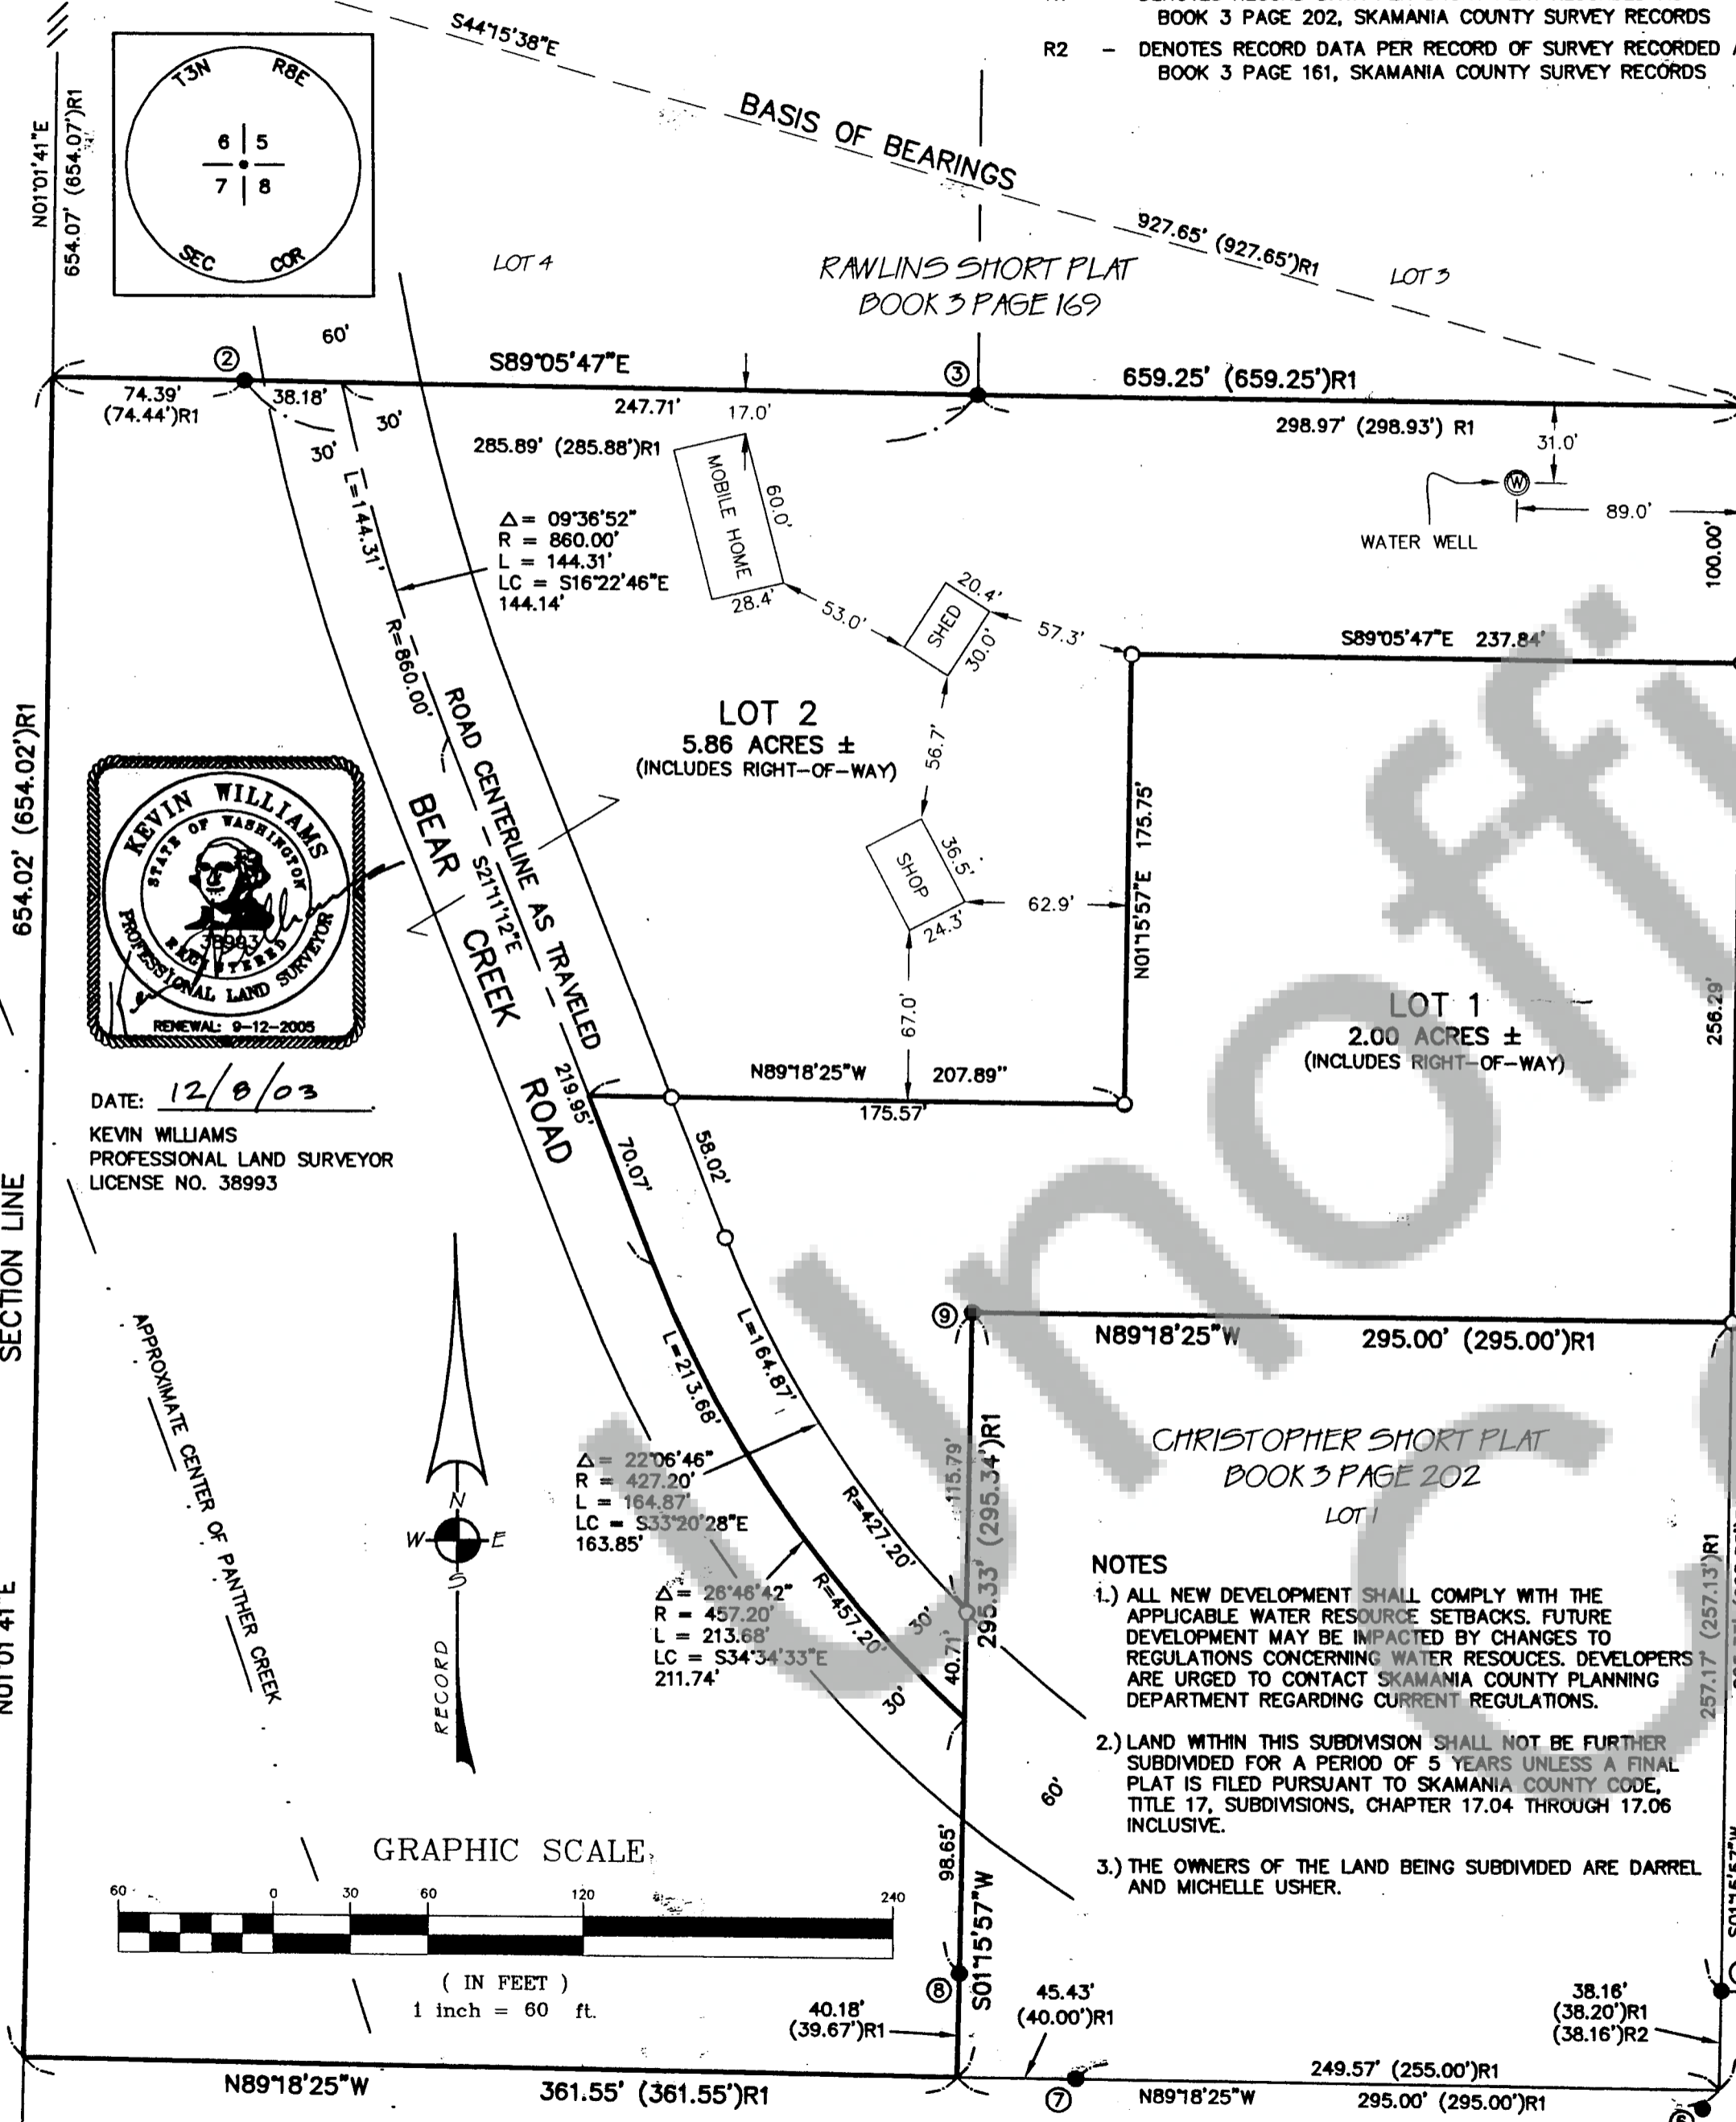 BOOK 3 PAGE 202, SKAMANIA COUNTY SURVEY RECORDS
R2 – DENOTES RECORD DATA PER RECORD OF SURVEY RECORDED
BOOK 3 PAGE 161, SKAMANIA COUNTY SURVEY RECORDS
S44°15'38"E
BASIS OF BEARINGS
927.65' (927.65')R1
N01°01'41"E
654.07' (654.07')R1
T3N R8E
6 5
7 8
SEC COR
LOT 4
RAWLINS SHORT PLAT
BOOK 3 PAGE 169
LOT 3
60'
2
S89°05'47"E
3
659.25' (659.25')R1
74.39'
(74.44')R1
38.18'
30'
30'
247.71'
17.0'
298.97' (298.93') R1
31.0'
285.89' (285.88')R1
MOBILE HOME
60.0'
28.4'
W
89.0'
WATER WELL
100.00'
L=144.31'
Δ= 09°36'52"
R = 860.00'
L = 144.31'
LC = S16°22'46"E
144.14'
R=860.00'
53.0'
20.4'
SHED
30.0'
57.3'
S89°05'47"E 237.84'
654.02' (654.02')R1
LOT 2
5.86 ACRES ±
(INCLUDES RIGHT-OF-WAY)
56.7'
ROAD CENTERLINE AS TRAVELED
S21°11'12"E
219.95'
BEAR CREEK ROAD
SHOP
36.5'
24.3'
62.9'
67.0'
N01°15'57"E 175.75'
KEVIN WILLIAMS
STATE OF WASHINGTON
38993
REGISTERED
PROFESSIONAL LAND SURVEYOR
RENEWAL: 9-12-2005
LOT 1
2.00 ACRES ±
(INCLUDES RIGHT-OF-WAY)
256.29'
DATE: 12/8/03
KEVIN WILLIAMS
PROFESSIONAL LAND SURVEYOR
LICENSE NO. 38993
N89°18'25"W 207.89"
175.57'
70.07'
58.02'
SECTION LINE
N01°01'41"E
APPROXIMATE CENTER OF PANTHER CREEK
9
N89°18'25"W 295.00' (295.00')R1
L=213.68'
L=164.87'
Δ= 22°06'46"
R = 427.20'
L = 164.87'
LC = S33°20'28"E
163.85'
R=427.20'
115.79'
295.33' (295.34')R1
CHRISTOPHER SHORT PLAT
BOOK 3 PAGE 202
LOT 1
N
W E
S
RECORD
Δ= 26°46'42"
R = 457.20'
L = 213.68'
LC = S34°34'33"E
211.74'
R=457.20'
30'
30'
40.71'
60'
257.17' (257.13')R1
NOTES
1.) ALL NEW DEVELOPMENT SHALL COMPLY WITH THE
APPLICABLE WATER RESOURCE SETBACKS. FUTURE
DEVELOPMENT MAY BE IMPACTED BY CHANGES TO
REGULATIONS CONCERNING WATER RESOUCES. DEVELOPERS
ARE URGED TO CONTACT SKAMANIA COUNTY PLANNING
DEPARTMENT REGARDING CURRENT REGULATIONS.
2.) LAND WITHIN THIS SUBDIVISION SHALL NOT BE FURTHER
SUBDIVIDED FOR A PERIOD OF 5 YEARS UNLESS A FINAL
PLAT IS FILED PURSUANT TO SKAMANIA COUNTY CODE,
TITLE 17, SUBDIVISIONS, CHAPTER 17.04 THROUGH 17.06
INCLUSIVE.
3.) THE OWNERS OF THE LAND BEING SUBDIVIDED ARE DARREL
AND MICHELLE USHER.
GRAPHIC SCALE
60 0 30 60 120 240
( IN FEET )
1 inch = 60 ft.
98.65'
S01°15'57"W
8
40.18'
(39.67')R1
45.43'
(40.00')R1
38.16'
(38.20')R1
(38.16')R2
S01°15'57"W
N89°18'25"W 361.55' (361.55')R1
7
249.57' (255.00')R1
N89°18'25"W 295.00' (295.00')R1
Unoffi